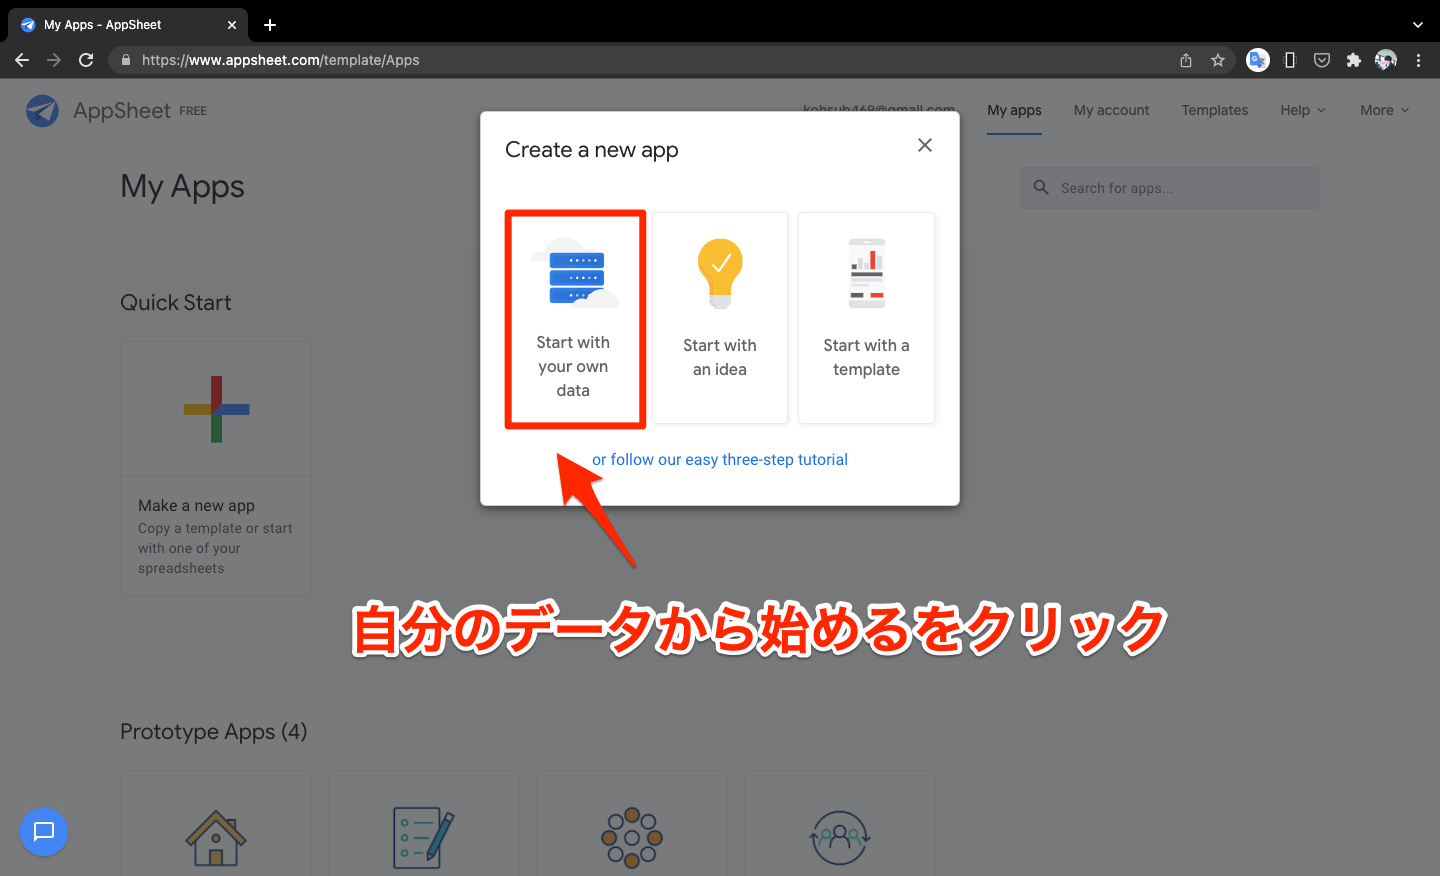 My Apps - AppSheet
https://www.appsheet.com/template/Apps
AppSheet FREE
kohsub469@gmail.com
My apps
My account
Templates
Help
More
My Apps
Search for apps...
Create a new app
Start with
your own
data
Start with
an idea
Start with a
template
or follow our easy three-step tutorial
Quick Start
Make a new app
Copy a template or start
with one of your
spreadsheets
自分のデータから始めるをクリック
Prototype Apps (4)